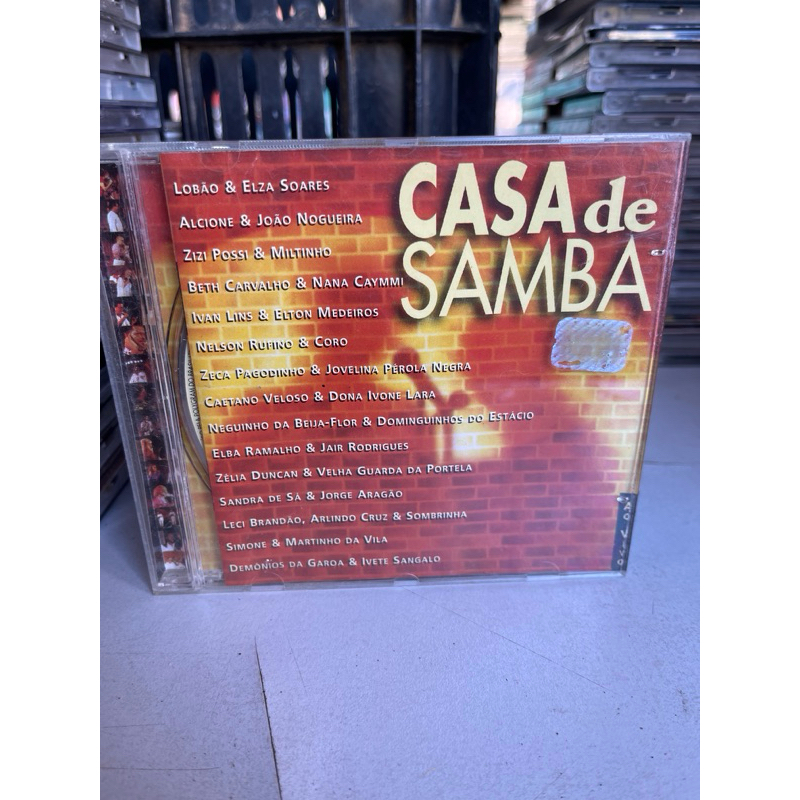 CASA de
SAMBA
LOBÃO & ELZA SOARES
ALCIONE & JOÃO NOGUEIRA
ZIZI POSSI & MILTINHO
BETH CARVALHO & NANA CAYMMI
IVAN LINS & ELTON MEDEIROS
NELSON RUFINO & CORO
ZECA PAGODINHO & JOVELINA PÉROLA NEGRA
CAETANO VELOSO & DONA IVONE LARA
NEGUINHO DA BEIJA-FLOR & DOMINGUINHOS DO ESTÁCIO
ELBA RAMALHO & JAIR RODRIGUES
ZÉLIA DUNCAN & VELHA GUARDA DA PORTELA
SANDRA DE SÁ & JORGE ARAGÃO
LECI BRANDÃO, ARLINDO CRUZ & SOMBRINHA
SIMONE & MARTINHO DA VILA
DEMÔNIOS DA GAROA & IVETE SANGALO
AO VIVO